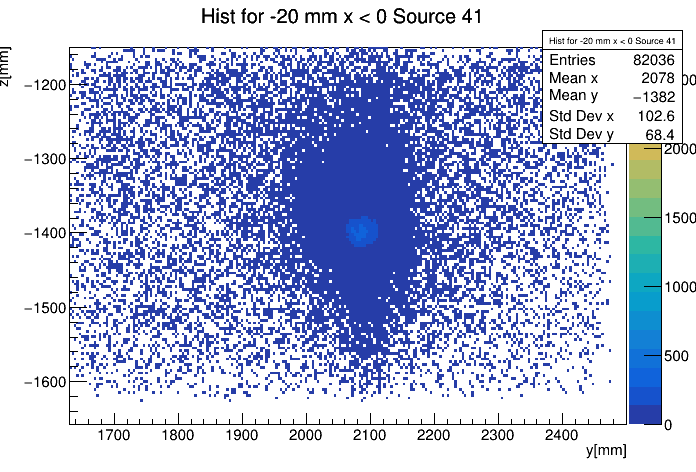 Hist for -20 mm x < 0 Source 41
z[mm]
Hist for -20 mm x < 0 Source 41
Entries 82036
Mean x 2078
Mean y −1382
Std Dev x 102.6
Std Dev y 68.4
−1200
−1300
−1400
−1500
−1600
2000
1500
1000
500
0
1700 1800 1900 2000 2100 2200 2300 2400
y[mm]